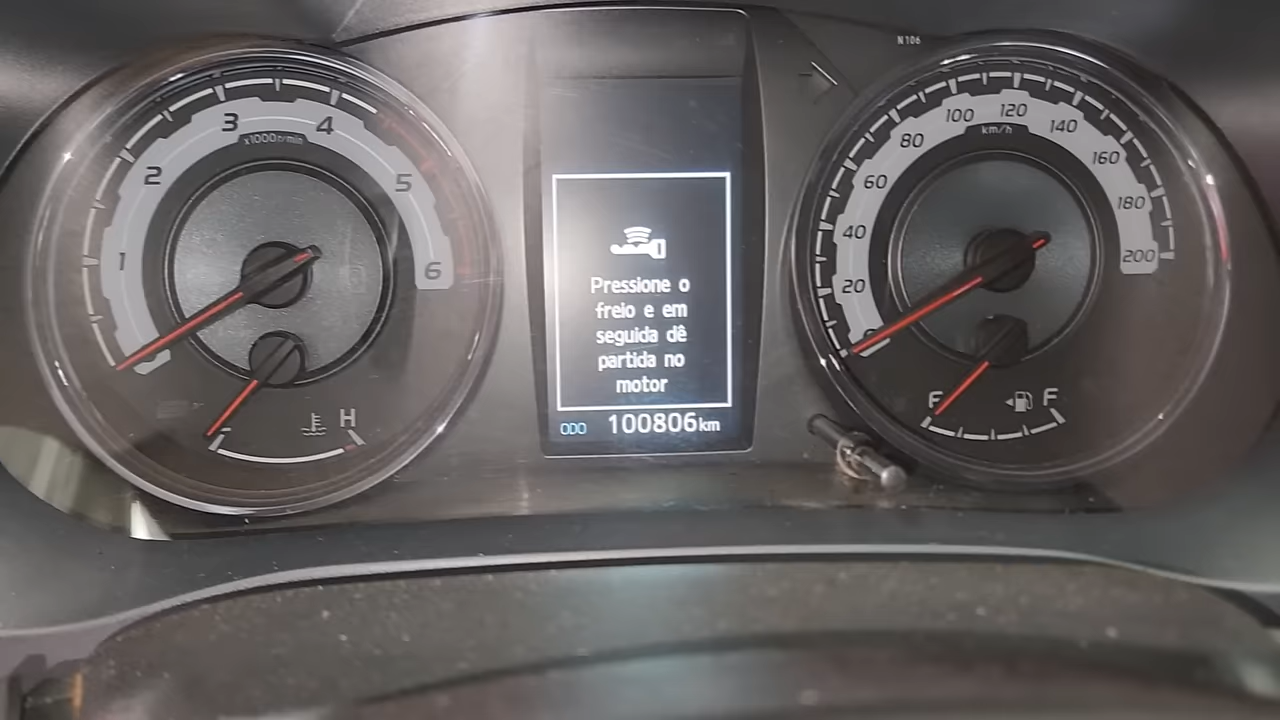 N106
1
2
3
4
5
6
x1000r/min
H
Pressione o
freio e em
seguida dê
partida no
motor
ODO 100806km
0
20
40
60
80
100
120
140
160
180
200
km/h
F
F